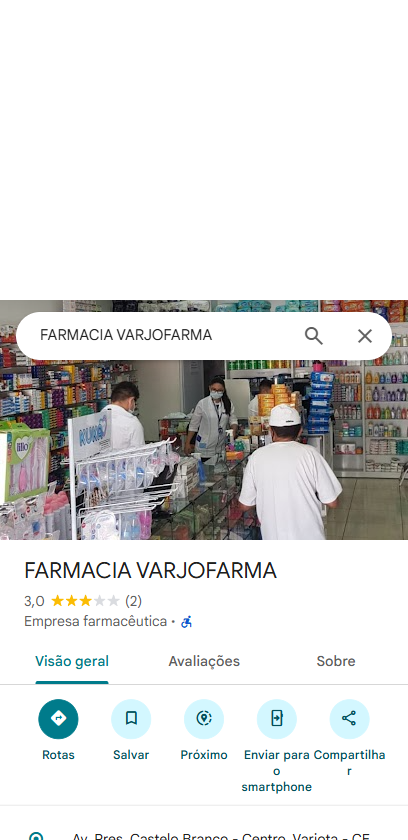 FARMACIA VARJOFARMA
KUKA
FARMACIA VARJOFARMA
3,0 (2)
Empresa farmacêutica ·
Visão geral Avaliações Sobre
Rotas Salvar Próximo Enviar para o smartphone Compartilhar
Av. Pres. Castelo Branco - Centro, Varjota - CE,